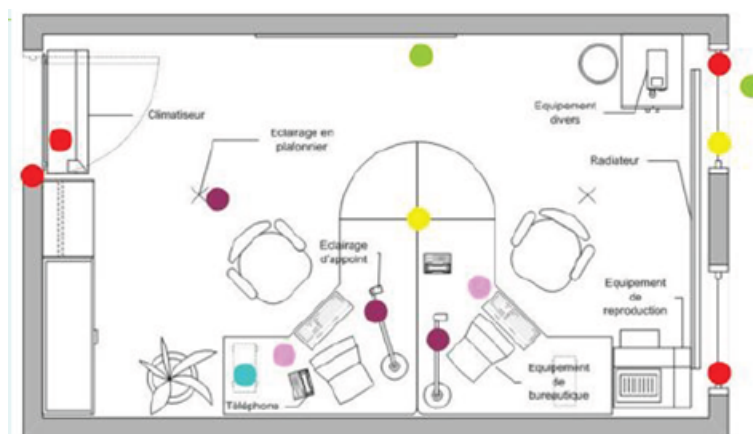 Climatiseur
Eclairage en
plafonnier
Equipement
divers
Radiateur
Eclairage
d'appoint
Equipement
de
reproduction
Equipement
de
bureautique
Téléphone